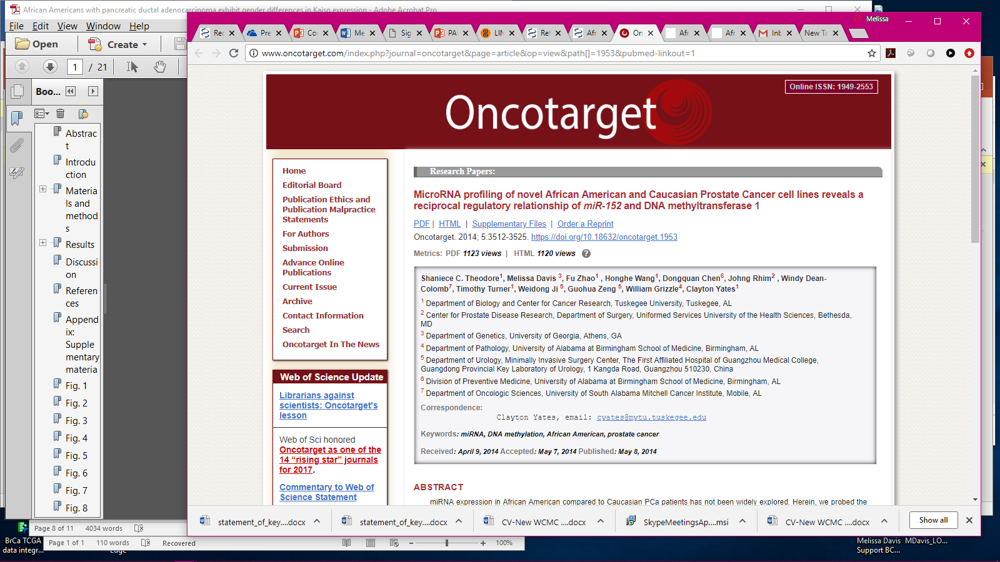 African Americans with pancreatic ductal adenocarcinoma exhibit gender differences in Kaiso expression - Adobe Acrobat Pro
Melissa
File Edit View Window Help
Rec Pre Co Me Sig PAI LIN Rel Afr On Afr Afr Inb New Ta
Open Create
www.oncotarget.com/index.php?journal=oncotarget&page=article&op=view&path[]=1953&pubmed-linkout=1
1 / 21
Boo...
Abstrac
t
Introdu
ction
Materia
ls and
method
s
Results
Discussi
on
Referen
ces
Append
ix:
Supple
mentary
materia
Fig. 1
Fig. 2
Fig. 3
Fig. 4
Fig. 5
Fig. 6
Fig. 7
Fig. 8
Online ISSN: 1949-2553
Oncotarget
Home
Editorial Board
Publication Ethics and
Publication Malpractice
Statements
For Authors
Submission
Advance Online
Publications
Current Issue
Archive
Contact Information
Search
Oncotarget In The News
Web of Science Update
Librarians against
scientists: Oncotarget's
lesson
Web of Sci honored
Oncotarget as one of the
14 “rising star” journals
for 2017.
Commentary to Web of
Science Statement
Research Papers:
MicroRNA profiling of novel African American and Caucasian Prostate Cancer cell lines reveals a
reciprocal regulatory relationship of miR-152 and DNA methyltransferase 1
PDF | HTML | Supplementary Files | Order a Reprint
Oncotarget. 2014; 5:3512-3525. https://doi.org/10.18632/oncotarget.1953
Metrics: PDF 1123 views | HTML 1120 views ?
Shaniece C. Theodore1, Melissa Davis 3, Fu Zhao1 , Honghe Wang1, Dongquan Chen6, Johng Rhim2 , Windy Dean-
Colomb7, Timothy Turner1, Weidong Ji 5, Guohua Zeng 5, William Grizzle4, Clayton Yates1
1 Department of Biology and Center for Cancer Research, Tuskegee University, Tuskegee, AL
2 Center for Prostate Disease Research, Department of Surgery, Uniformed Services University of the Health Sciences, Bethesda,
MD
3 Department of Genetics, University of Georgia, Athens, GA
4 Department of Pathology, University of Alabama at Birmingham School of Medicine, Birmingham, AL
5 Department of Urology, Minimally Invasive Surgery Center, The First Affiliated Hospital of Guangzhou Medical College,
Guangdong Provincial Key Laboratory of Urology, 1 Kangda Road, Guangzhou 510230, China
6 Division of Preventive Medicine, University of Alabama at Birmingham School of Medicine, Birmingham, AL
7 Department of Oncologic Sciences, University of South Alabama Mitchell Cancer Institute, Mobile, AL
Correspondence:
Clayton Yates, email: cyates@mytu.tuskegee.edu
Keywords: miRNA, DNA methylation, African American, prostate cancer
Received: April 9, 2014 Accepted: May 7, 2014 Published: May 8, 2014
ABSTRACT
miRNA expression in African American compared to Caucasian PCa patients has not been widely explored. Herein, we probed the
statement_of_key....docx statement_of_key....docx CV-New WCMC ....docx SkypeMeetingsAp....msi CV-New WCMC ....docx Show all
Page 8 of 11 4034 words
Page 1 of 1 110 words Recovered 100%
BrCa TCGA
data integr...
Edge
Melissa Davis
Support BC...
MDavis_LO...